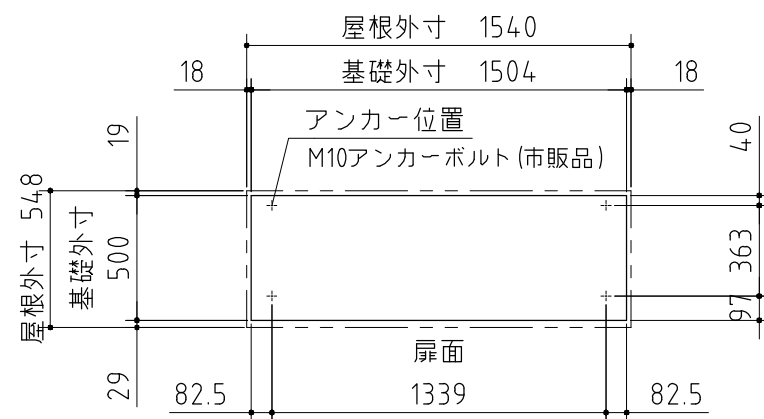 屋根外寸 1540
18 基礎外寸 1504 18
アンカー位置
M10アンカーボルト(市販品)
19
40
屋根外寸 548
基礎外寸
500
363
97
扉面
29
82.5 1339 82.5